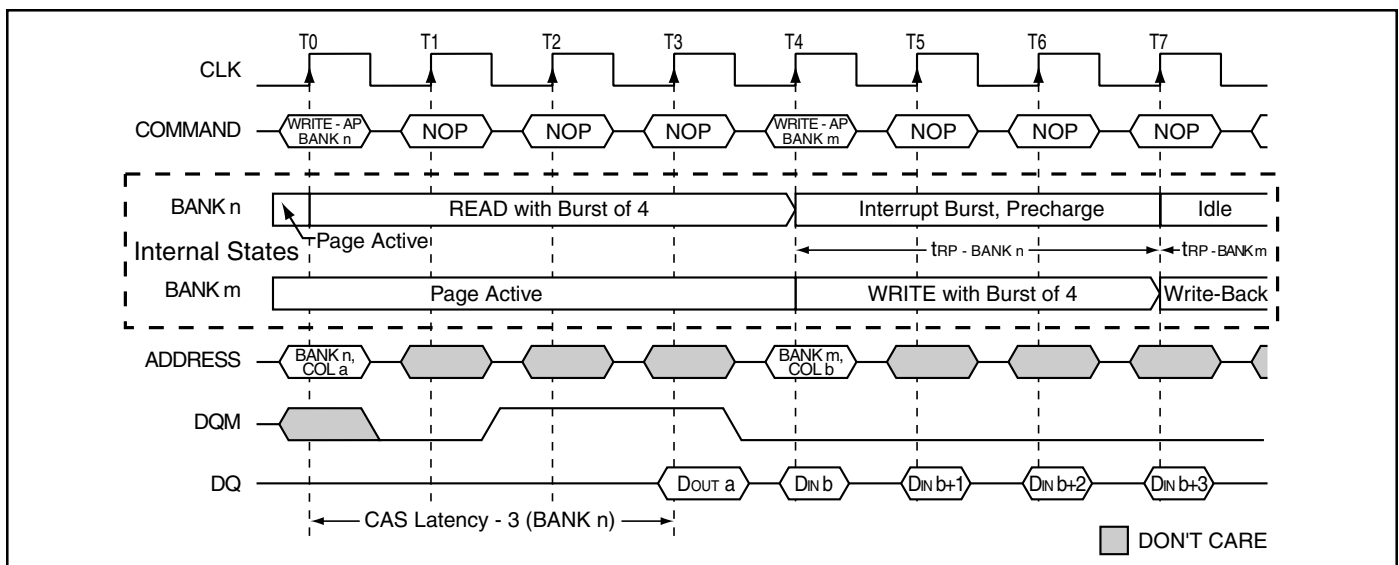 T0 T1 T2 T3 T4 T5 T6 T7
CLK
COMMAND WRITE - AP BANK n NOP NOP NOP WRITE - AP BANK m NOP NOP NOP
BANK n READ with Burst of 4 Interrupt Burst, Precharge Idle
Internal States Page Active tRP - BANK n tRP - BANK m
BANK m Page Active WRITE with Burst of 4 Write-Back
ADDRESS BANK n, COL a BANK m, COL b
DQM
DQ DOUT a DIN b DIN b+1 DIN b+2 DIN b+3
CAS Latency - 3 (BANK n)
DON'T CARE